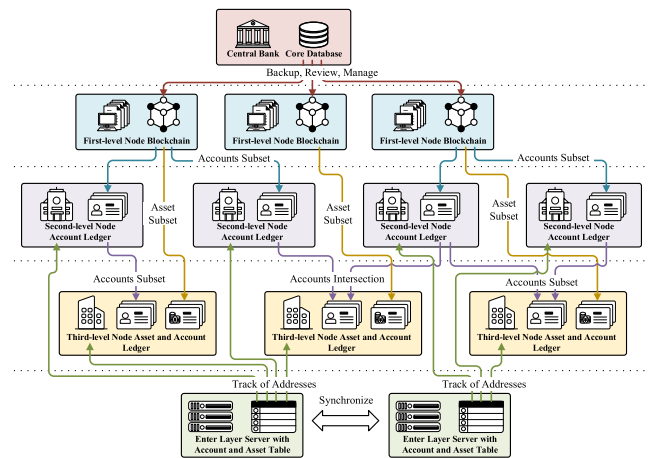 Central Bank Core Database
Backup, Review, Manage
First-level Node Blockchain
First-level Node Blockchain
First-level Node Blockchain
Accounts Subset
Accounts Subset
Asset
Subset
Asset
Subset
Asset
Subset
Second-level Node
Account Ledger
Second-level Node
Account Ledger
Second-level Node
Account Ledger
Second-level Node
Account Ledger
Accounts Subset
Accounts Intersection
Accounts Subset
Third-level Node Asset and Account
Ledger
Third-level Node Asset and Account
Ledger
Third-level Node Asset and Account
Ledger
Track of Addresses
Track of Addresses
Synchronize
Enter Layer Server with
Account and Asset Table
Enter Layer Server with
Account and Asset Table